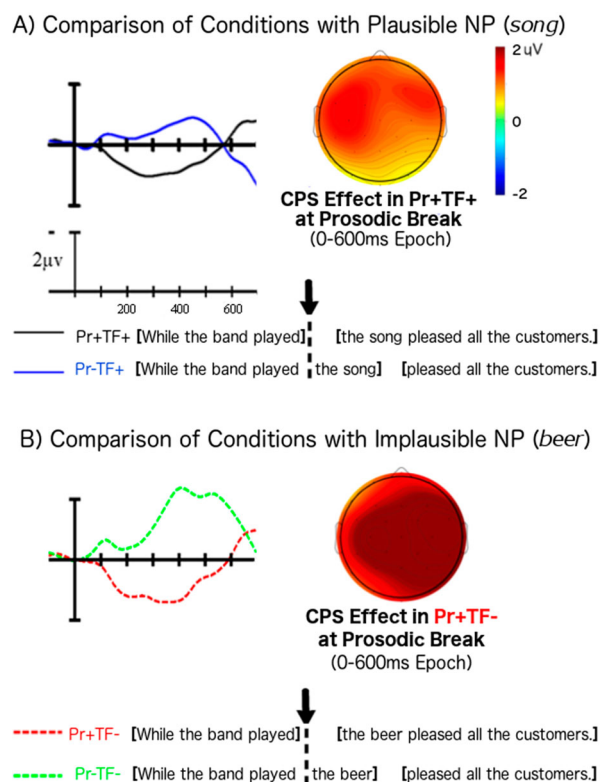 A) Comparison of Conditions with Plausible NP (song)
2 uV
0
-2
CPS Effect in Pr+TF+
at Prosodic Break
(0-600ms Epoch)
2μv
200 400 600
Pr+TF+ [While the band played] [the song pleased all the customers.]
Pr-TF+ [While the band played the song] [pleased all the customers.]
B) Comparison of Conditions with Implausible NP (beer)
CPS Effect in Pr+TF-
at Prosodic Break
(0-600ms Epoch)
Pr+TF- [While the band played] [the beer pleased all the customers.]
Pr-TF- [While the band played the beer] [pleased all the customers.]